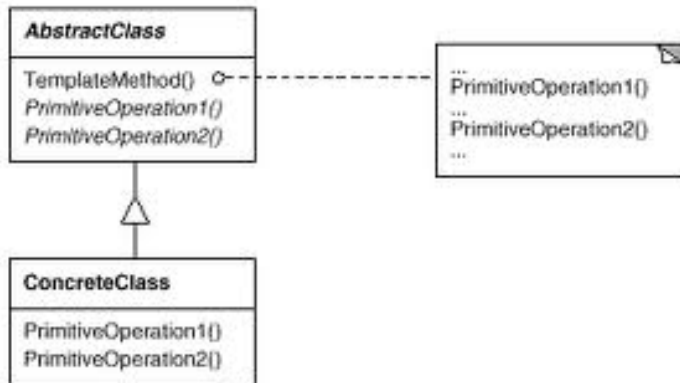 AbstractClass
TemplateMethod()
PrimitiveOperation1()
PrimitiveOperation2()
...
PrimitiveOperation1()
...
PrimitiveOperation2()
...
ConcreteClass
PrimitiveOperation1()
PrimitiveOperation2()